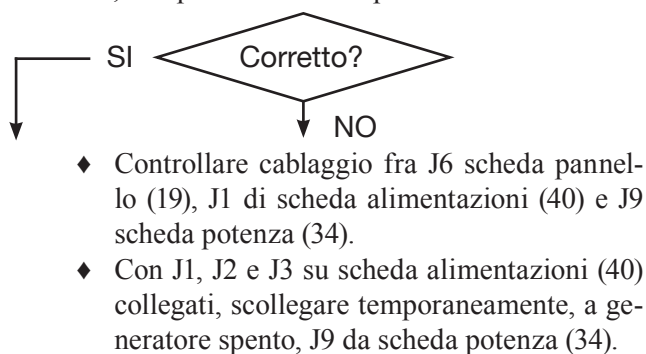 SI
Corretto?
NO
♦ Controllare cablaggio fra J6 scheda pannel-
lo (19), J1 di scheda alimentazioni (40) e J9
scheda potenza (34).
♦ Con J1, J2 e J3 su scheda alimentazioni (40)
collegati, scollegare temporaneamente, a ge-
neratore spento, J9 da scheda potenza (34).